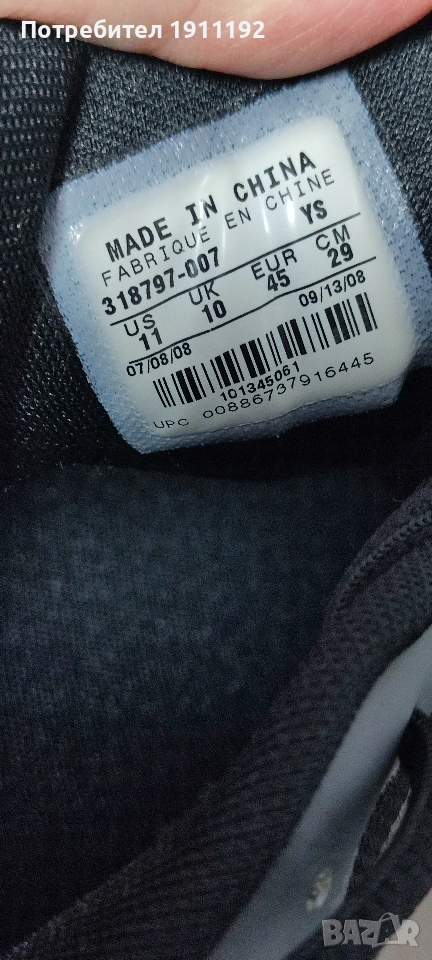 Потребител 1911192
MADE IN CHINA
FABRIQUE EN CHINE
318797-007 YS
US UK EUR CM
11 10 45 29
07/08/08 09/13/08
101345061
UPC 00886737916445
BAZAR